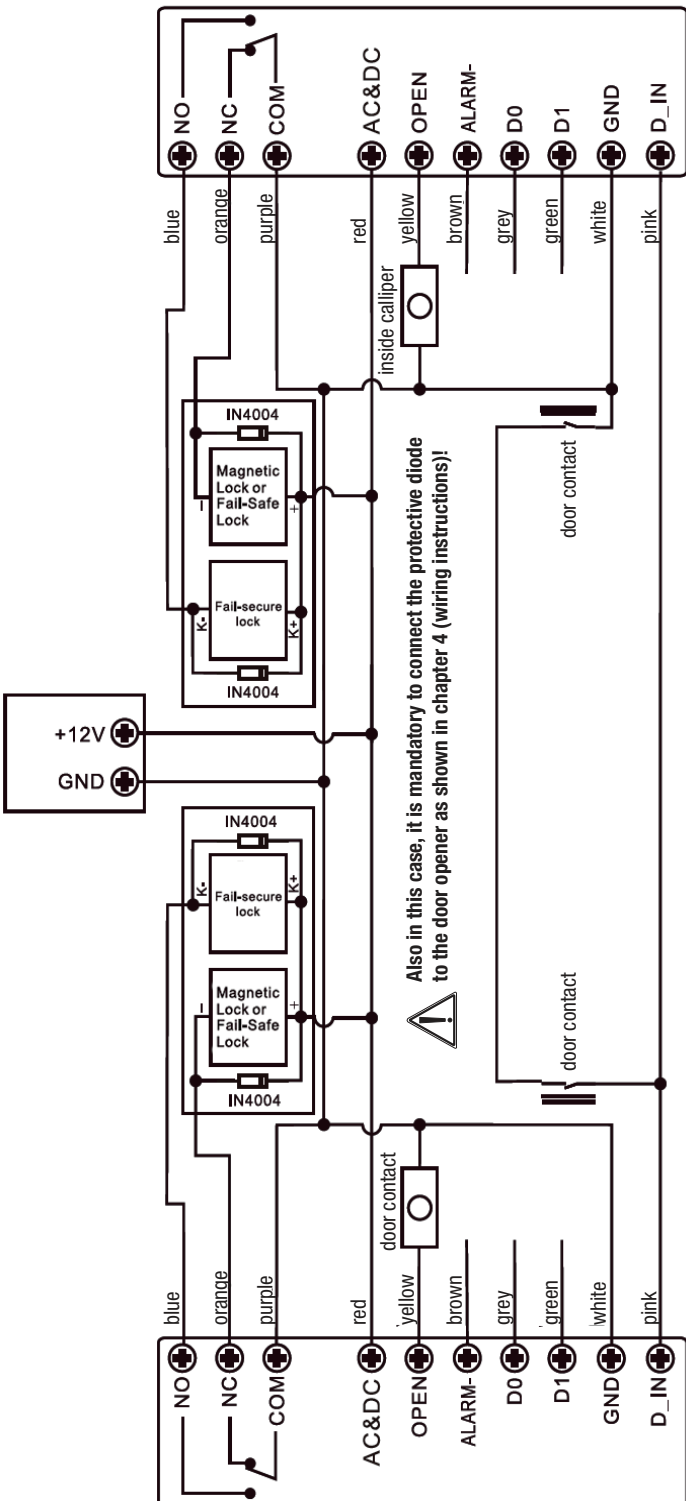 NO
NC
COM
AC&DC
OPEN
ALARM-
D0
D1
GND
D_IN
blue
orange
purple
red
yellow
brown
grey
green
white
pink
inside calliper
IN4004
Magnetic
Lock or
Fail-Safe
Lock
–
+
Fail-secure
lock
K-
K+
IN4004
door contact
+12V
GND
Also in this case, it is mandatory to connect the protective diode
to the door opener as shown in chapter 4 (wiring instructions)!
!
IN4004
K-
K+
Fail-secure
lock
–
+
Magnetic
Lock or
Fail-Safe
Lock
IN4004
door contact
door contact
blue
orange
purple
red
yellow
brown
grey
green
white
pink
NO
NC
COM
AC&DC
OPEN
ALARM-
D0
D1
GND
D_IN